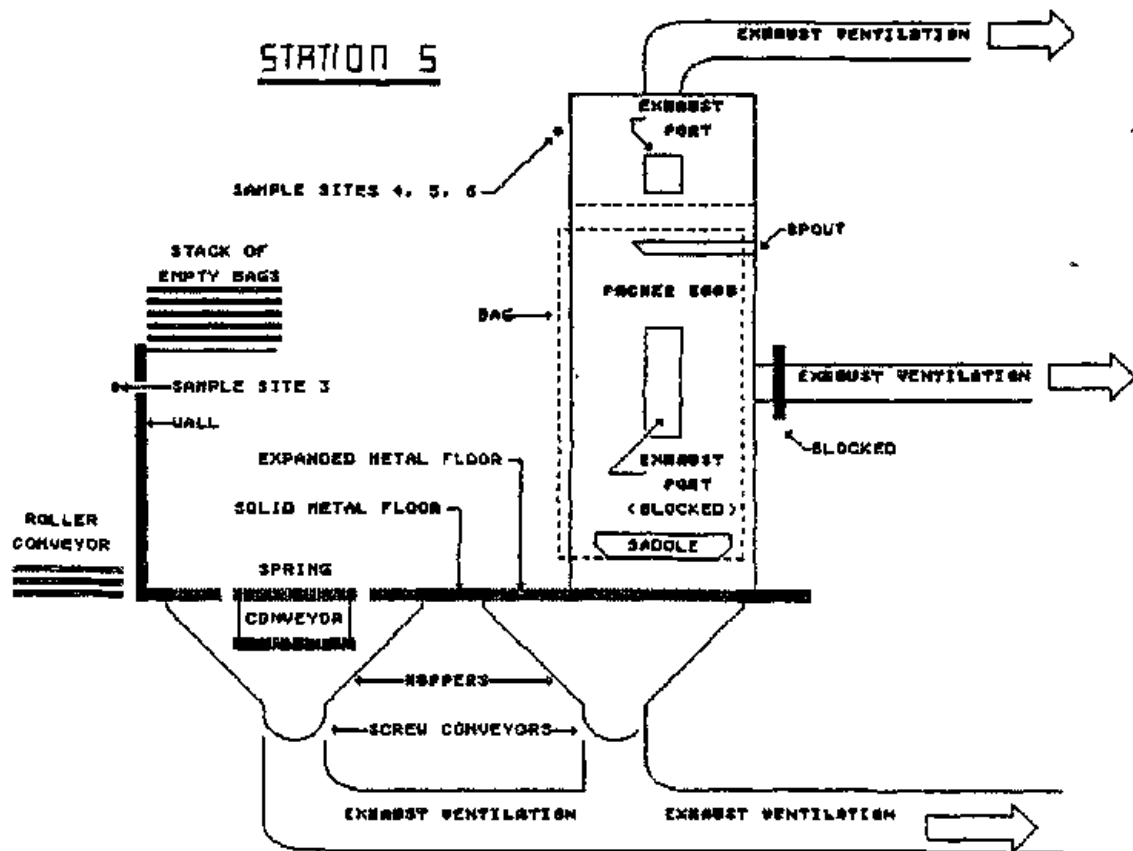 STATION 5
EXHAUST VENTILATION
EXHAUST
PORT
SAMPLE SITES 4, 5, 6
SPOUT
STACK OF
EMPTY BAGS
PACKER
BAG
SAMPLE SITE 3
EXHAUST VENTILATION
WALL
BLOCKED
EXPANDED METAL FLOOR
EXHAUST
PORT
(BLOCKED)
SOLID METAL FLOOR
ROLLER
CONVEYOR
SADDLE
SPRING
CONVEYOR
HOPPERS
SCREW CONVEYORS
EXHAUST VENTILATION
EXHAUST VENTILATION